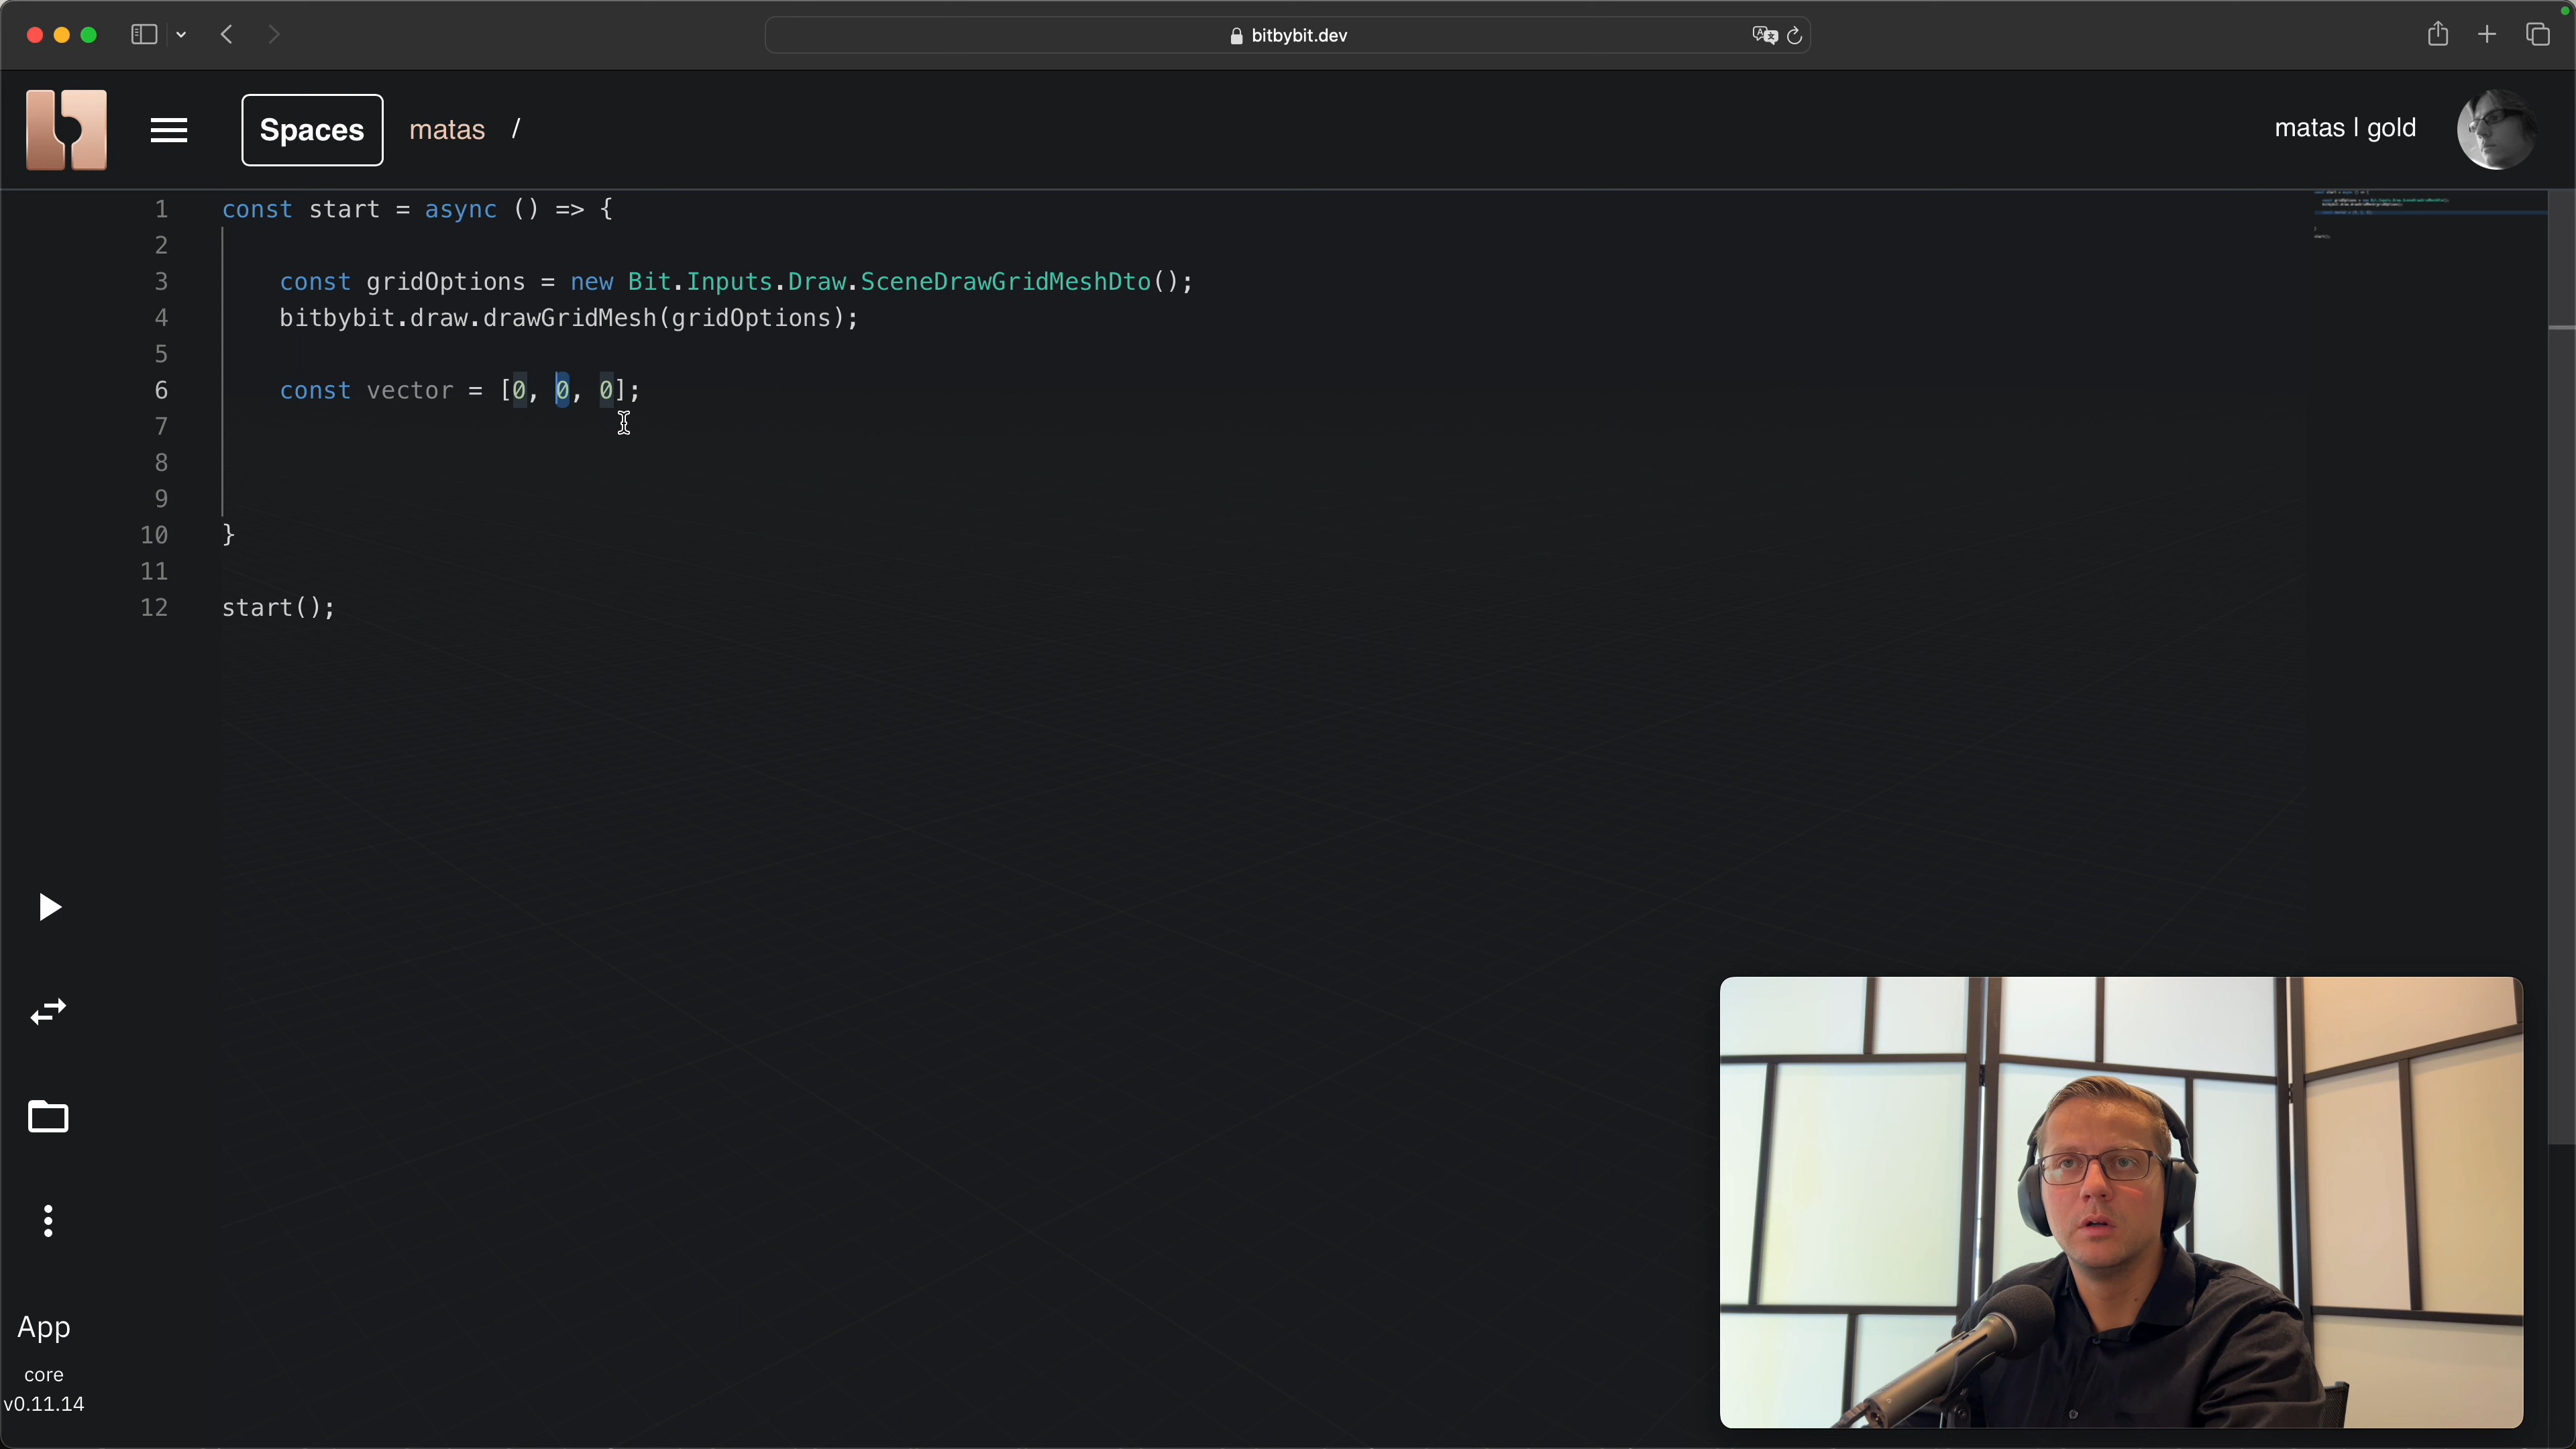 bitbybit.dev
Spaces
matas /
matas | gold
1 const start = async () => {
2
3 const gridOptions = new Bit.Inputs.Draw.SceneDrawGridMeshDto();
4 bitbybit.draw.drawGridMesh(gridOptions);
5
6 const vector = [0, 0, 0];
7
8
9
10 }
11
12 start();
App
core
v0.11.14